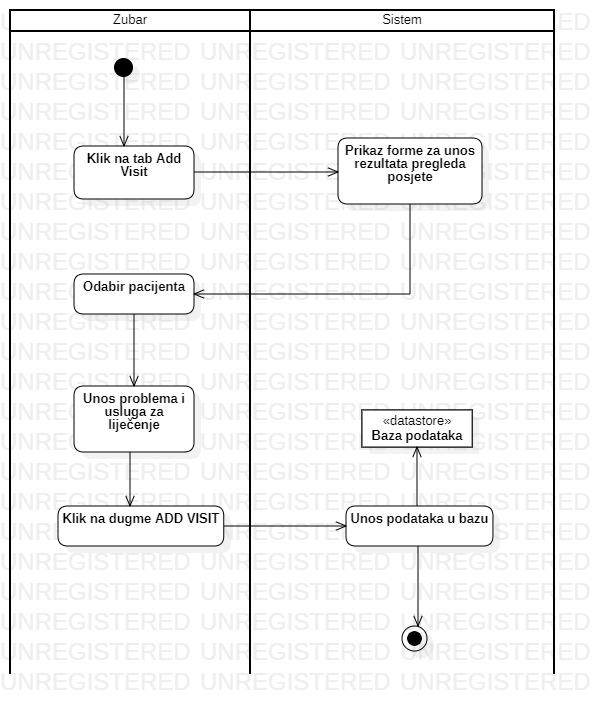 Zubar
Sistem
Klik na tab Add
Visit
Prikaz forme za unos
rezultata pregleda
posjete
Odabir pacijenta
Unos problema i
usluga za
liječenje
«datastore»
Baza podataka
Klik na dugme ADD VISIT
Unos podataka u bazu
UNREGISTERED